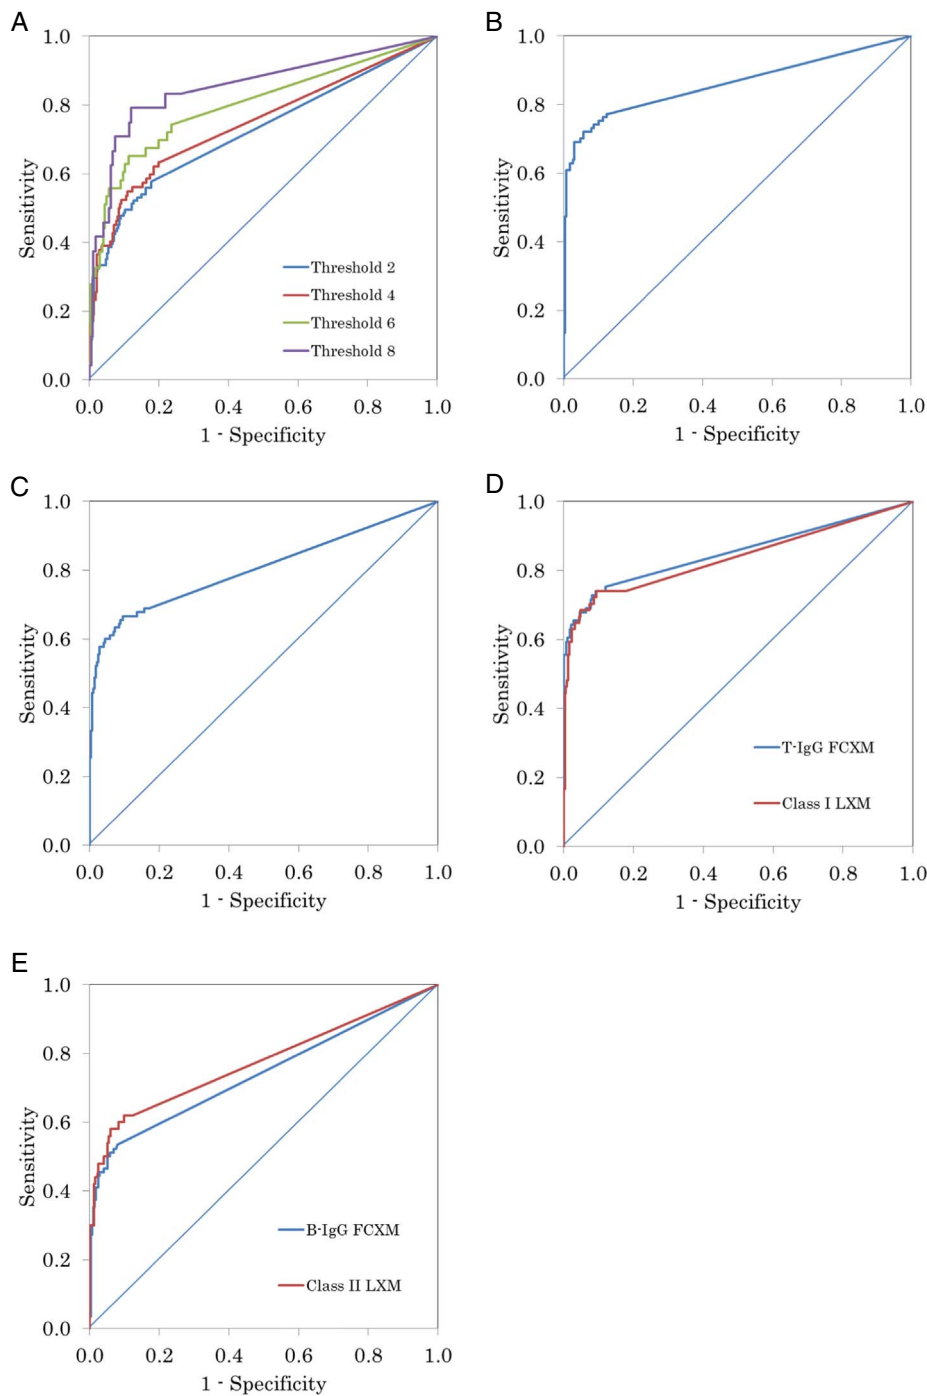 A
1.0
0.8
0.6
0.4
0.2
0.0
Sensitivity
Threshold 2
Threshold 4
Threshold 6
Threshold 8
0.0 0.2 0.4 0.6 0.8 1.0
1 - Specificity
B
1.0
0.8
0.6
0.4
0.2
0.0
Sensitivity
0.0 0.2 0.4 0.6 0.8 1.0
1 - Specificity
C
1.0
0.8
0.6
0.4
0.2
0.0
Sensitivity
0.0 0.2 0.4 0.6 0.8 1.0
1 - Specificity
D
1.0
0.8
0.6
0.4
0.2
0.0
Sensitivity
T-IgG FCXM
Class I LXM
0.0 0.2 0.4 0.6 0.8 1.0
1 - Specificity
E
1.0
0.8
0.6
0.4
0.2
0.0
Sensitivity
B-IgG FCXM
Class II LXM
0.0 0.2 0.4 0.6 0.8 1.0
1 - Specificity